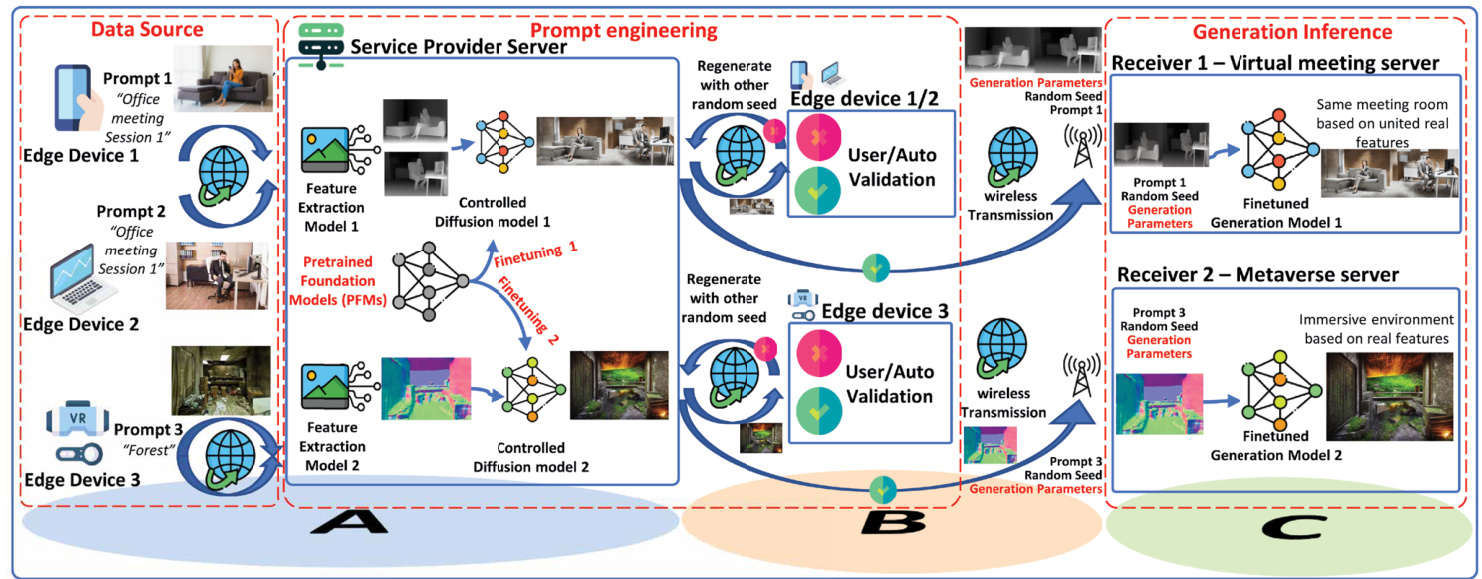 Data Source
Prompt 1
“Office
meeting
Session 1”
Edge Device 1
Prompt 2
“Office
meeting
Session 1”
Edge Device 2
VR
Prompt 3
“Forest”
Edge Device 3
Prompt engineering
Service Provider Server
Feature
Extraction
Model 1
Controlled
Diffusion model 1
Pretrained
Foundation
Models (PFMs)
Finetuning 1
Finetuning 2
Feature
Extraction
Model 2
Controlled
Diffusion model 2
Regenerate
with other
random seed
Edge device 1/2
User/Auto
Validation
Regenerate
with other
random seed
VR
Edge device 3
User/Auto
Validation
Generation Parameters
Random Seed
Prompt 1
wireless
Transmission
wireless
Transmission
Prompt 3
Random Seed
Generation Parameters
Generation Inference
Receiver 1 – Virtual meeting server
Same meeting room
based on united real
features
Prompt 1
Random Seed
Generation
Parameters
Finetuned
Generation Model 1
Receiver 2 – Metaverse server
Prompt 3
Random Seed
Generation
Parameters
Immersive environment
based on real features
Finetuned
Generation Model 2
A
B
C